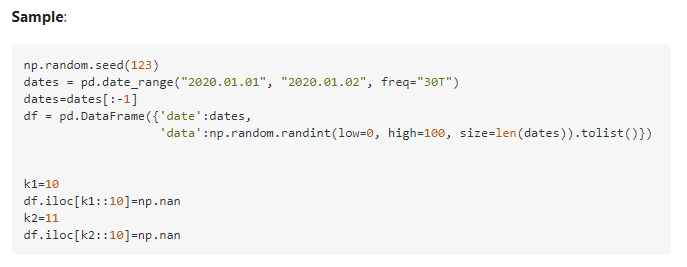 Sample:
np.random.seed(123)
dates = pd.date_range("2020.01.01", "2020.01.02", freq="30T")
dates=dates[:-1]
df = pd.DataFrame({'date':dates,
                   'data':np.random.randint(low=0, high=100, size=len(dates)).tolist()})
k1=10
df.iloc[k1::10]=np.nan
k2=11
df.iloc[k2::10]=np.nan